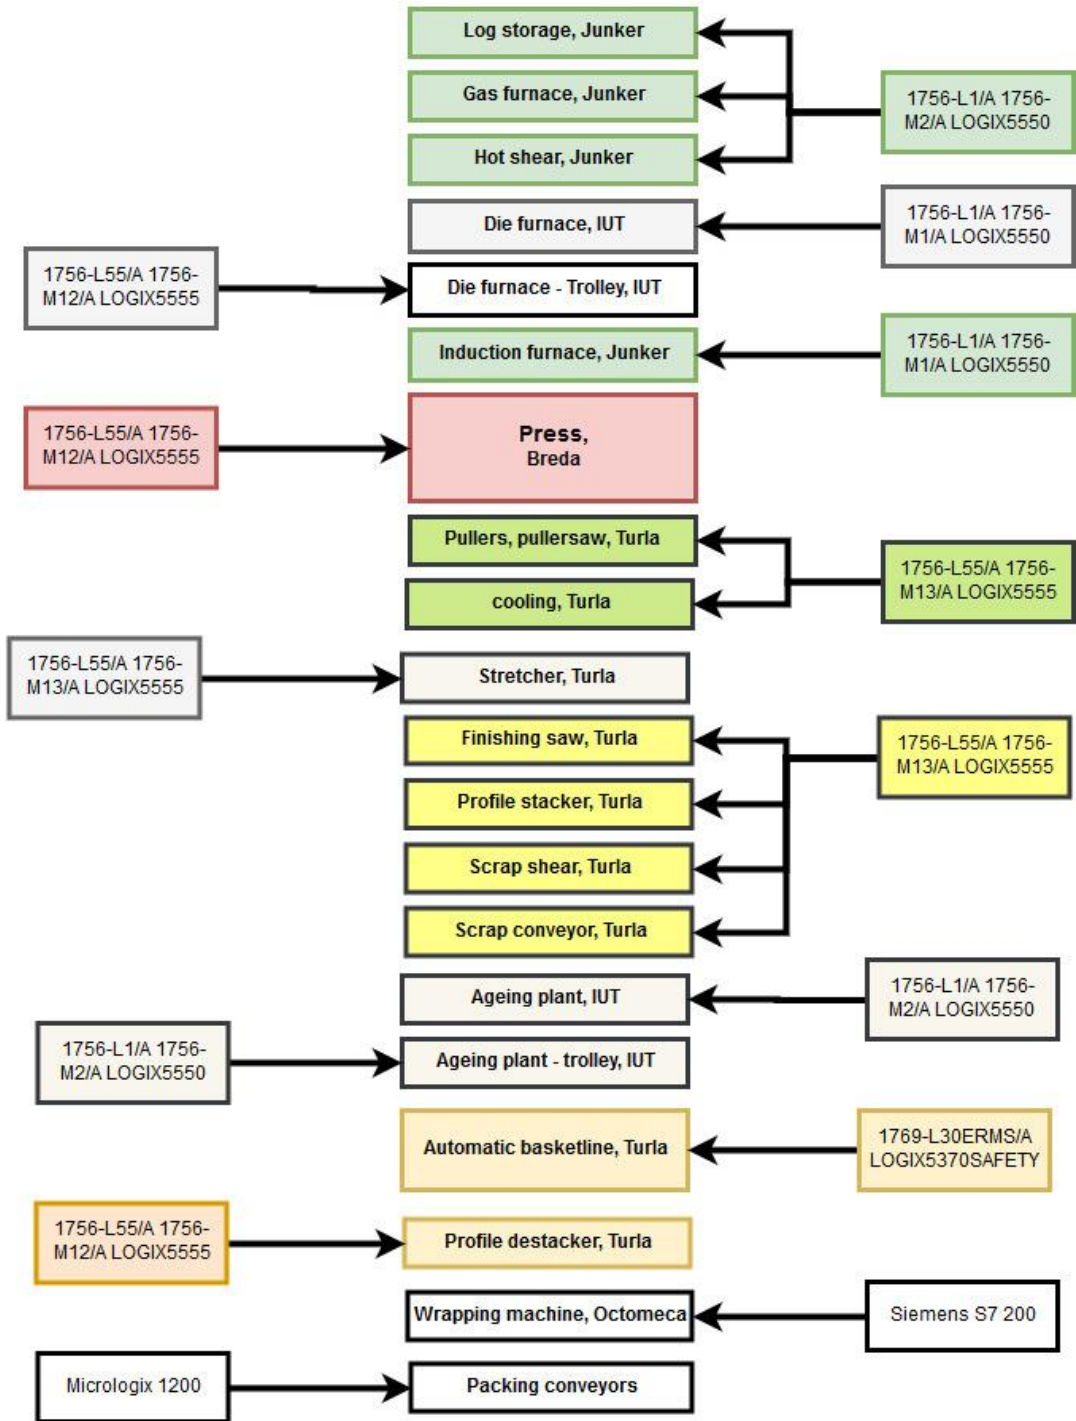 Log storage, Junker
Gas furnace, Junker
1756-L1/A 1756-
M2/A LOGIX5550
Hot shear, Junker
Die furnace, IUT
1756-L1/A 1756-
M1/A LOGIX5550
1756-L55/A 1756-
M12/A LOGIX5555
Die furnace - Trolley, IUT
Induction furnace, Junker
1756-L1/A 1756-
M1/A LOGIX5550
1756-L55/A 1756-
M12/A LOGIX5555
Press,
Breda
Pullers, pullersaw, Turla
1756-L55/A 1756-
M13/A LOGIX5555
cooling, Turla
1756-L55/A 1756-
M13/A LOGIX5555
Stretcher, Turla
Finishing saw, Turla
1756-L55/A 1756-
M13/A LOGIX5555
Profile stacker, Turla
Scrap shear, Turla
Scrap conveyor, Turla
Ageing plant, IUT
1756-L1/A 1756-
M2/A LOGIX5550
1756-L1/A 1756-
M2/A LOGIX5550
Ageing plant - trolley, IUT
Automatic basketline, Turla
1769-L30ERMS/A
LOGIX5370SAFETY
1756-L55/A 1756-
M12/A LOGIX5555
Profile destacker, Turla
Wrapping machine, Octomeca
Siemens S7 200
Micrologix 1200
Packing conveyors